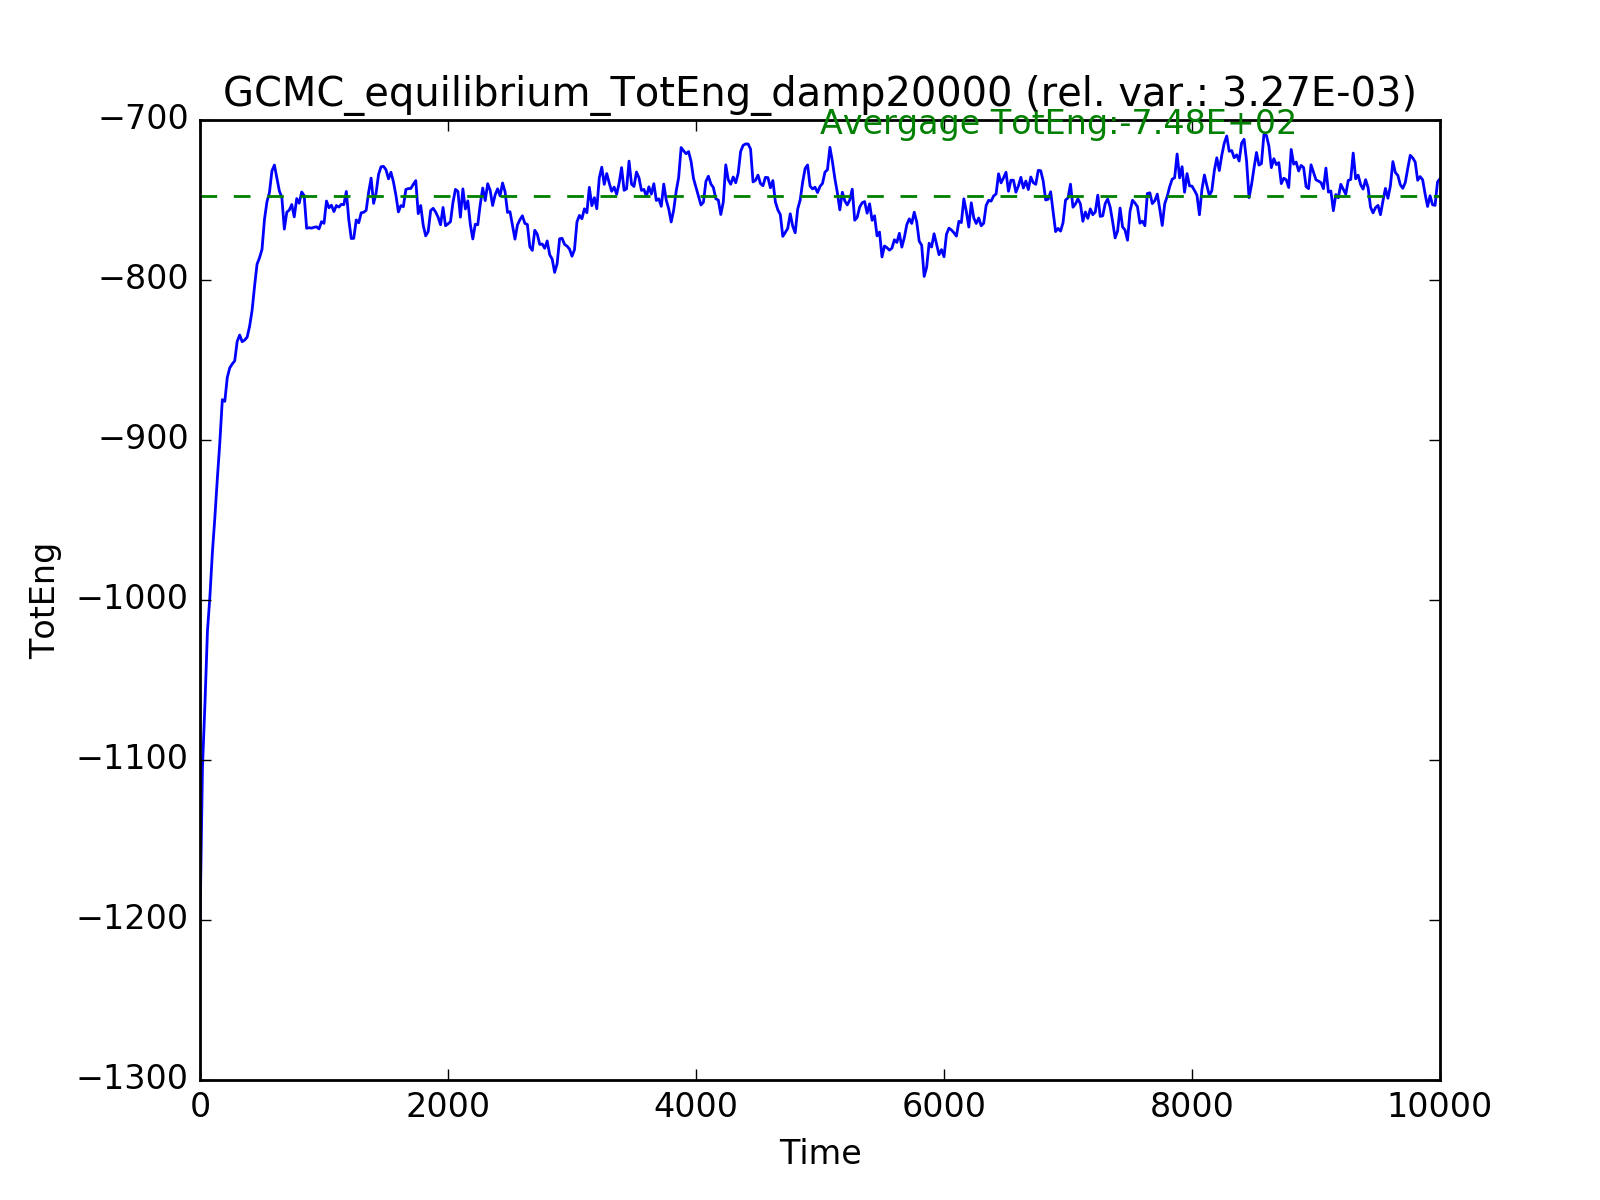 GCMC_equilibrium_TotEng_damp20000 (rel. var.: 3.27E-03)
Avergage TotEng:-7.48E+02
−700
−800
−900
−1000
−1100
−1200
−1300
TotEng
0 2000 4000 6000 8000 10000
Time